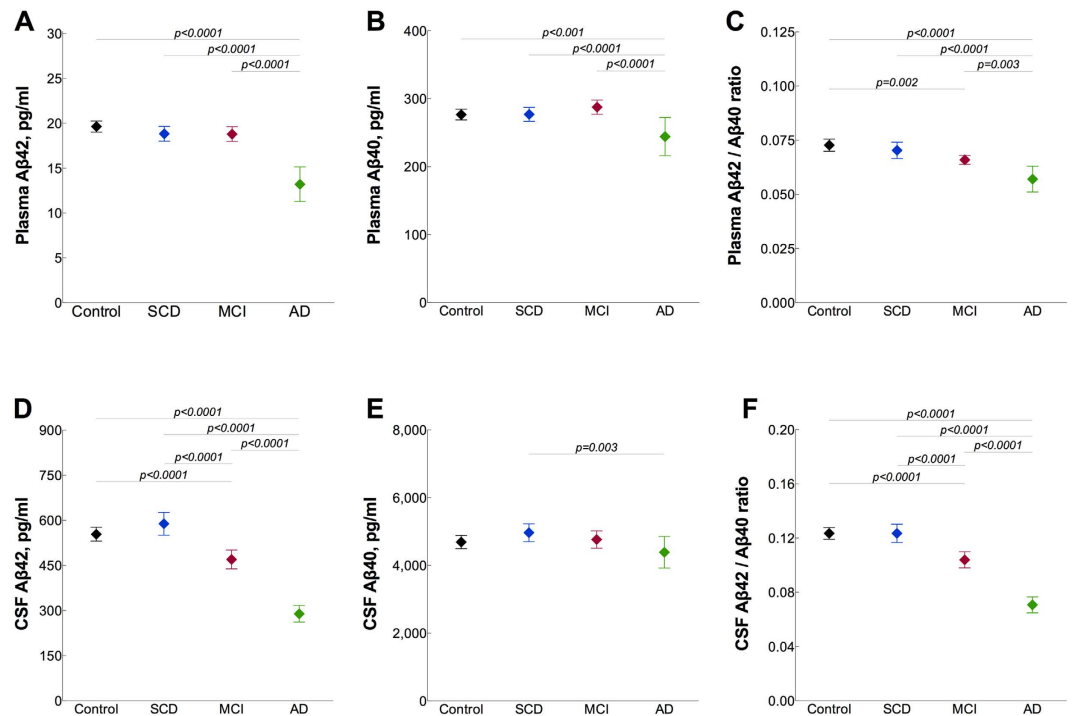 A
Plasma Aβ42, pg/ml
30
25
20
15
10
5
0
p<0.0001
p<0.0001
p<0.0001
Control SCD MCI AD
B
Plasma Aβ40, pg/ml
400
300
200
100
0
p<0.001
p<0.0001
p<0.0001
Control SCD MCI AD
C
Plasma Aβ42 / Aβ40 ratio
0.125
0.100
0.075
0.050
0.025
0.000
p<0.0001
p<0.0001
p=0.003
p=0.002
Control SCD MCI AD
D
CSF Aβ42, pg/ml
900
750
600
450
300
150
0
p<0.0001
p<0.0001
p<0.0001
p<0.0001
p<0.0001
Control SCD MCI AD
E
CSF Aβ40, pg/ml
8,000
6,000
4,000
2,000
0
p=0.003
Control SCD MCI AD
F
CSF Aβ42 / Aβ40 ratio
0.20
0.16
0.12
0.08
0.04
0.00
p<0.0001
p<0.0001
p<0.0001
p<0.0001
p<0.0001
Control SCD MCI AD